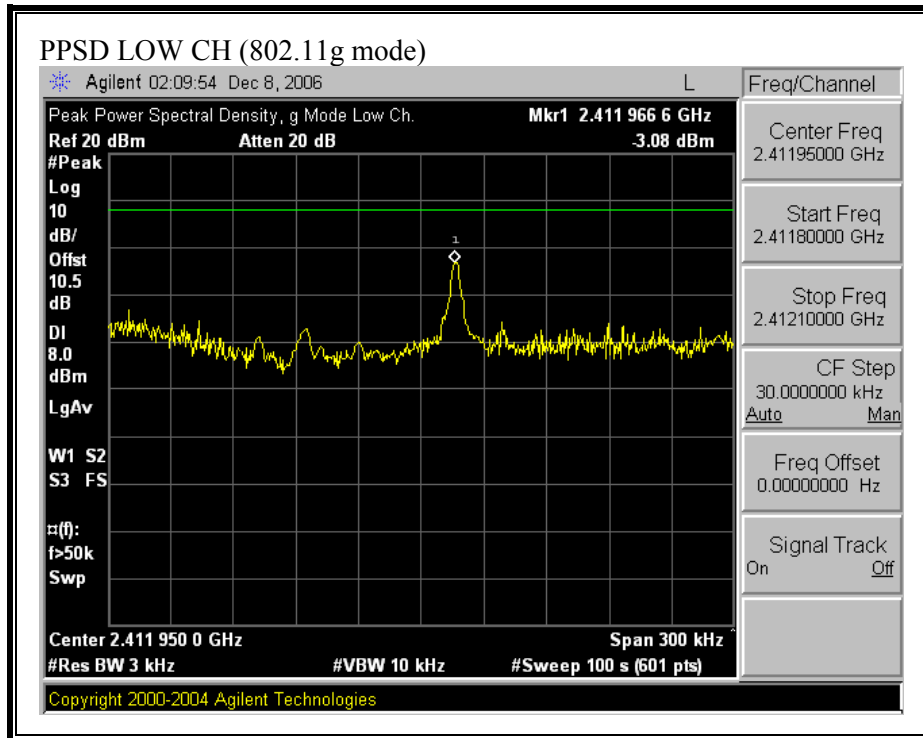 PPSD LOW CH (802.11g mode)
Agilent 02:09:54 Dec 8, 2006 L
Peak Power Spectral Density, g Mode Low Ch.
Mkr1 2.411 966 6 GHz
Ref 20 dBm Atten 20 dB -3.08 dBm
#Peak
Log
10
dB/
Offst
10.5
dB
DI
8.0
dBm
LgAv
W1 S2
S3 FS
¤(f):
f>50k
Swp
1
Center 2.411 950 0 GHz Span 300 kHz
#Res BW 3 kHz #VBW 10 kHz #Sweep 100 s (601 pts)
Copyright 2000-2004 Agilent Technologies
Freq/Channel
Center Freq
2.41195000 GHz
Start Freq
2.41180000 GHz
Stop Freq
2.41210000 GHz
CF Step
30.0000000 kHz
Auto Man
Freq Offset
0.00000000 Hz
Signal Track
On Off